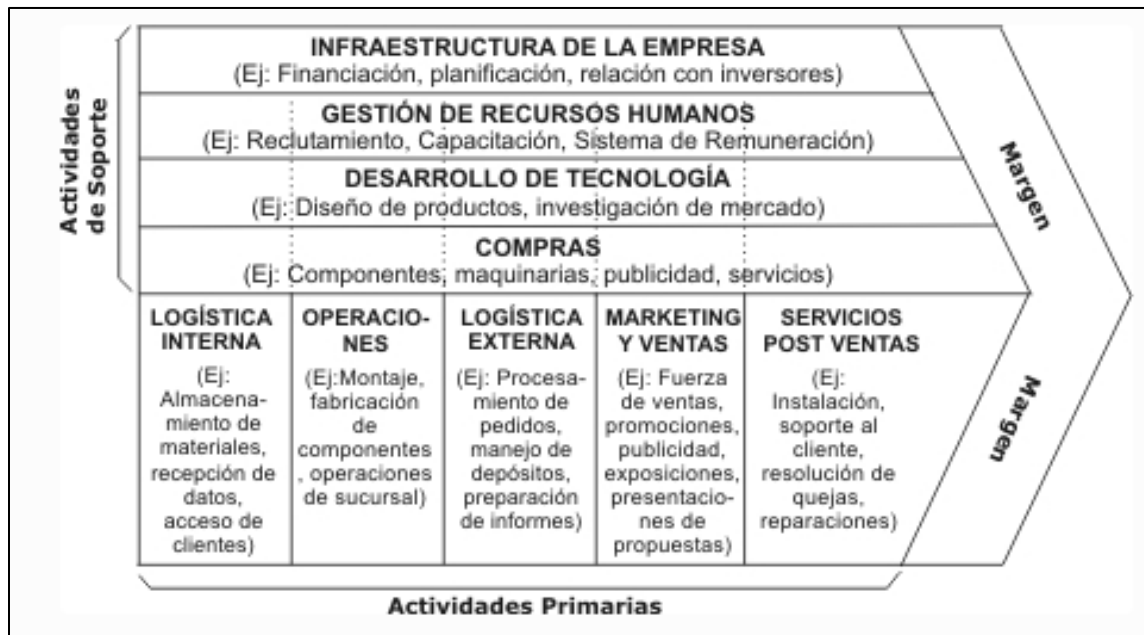 Actividades
de Soporte
INFRAESTRUCTURA DE LA EMPRESA
(Ej: Financiación, planificación, relación con inversores)
GESTIÓN DE RECURSOS HUMANOS
(Ej: Reclutamiento, Capacitación, Sistema de Remuneración)
DESARROLLO DE TECNOLOGÍA
(Ej: Diseño de productos, investigación de mercado)
COMPRAS
(Ej: Componentes, maquinarias, publicidad, servicios)
LOGÍSTICA
INTERNA
(Ej:
Almacena-
miento de
materiales,
recepción de
datos,
acceso de
clientes)
OPERACIO-
NES
(Ej:Montaje,
fabricación
de
componentes
, operaciones
de sucursal)
LOGÍSTICA
EXTERNA
(Ej: Procesa-
miento de
pedidos,
manejo de
depósitos,
preparación
de informes)
MARKETING
Y VENTAS
(Ej: Fuerza
de ventas,
promociones,
publicidad,
exposiciones,
presentacio-
nes de
propuestas)
SERVICIOS
POST VENTAS
(Ej:
Instalación,
soporte al
cliente,
resolución de
quejas,
reparaciones)
Margen
Margen
Actividades Primarias